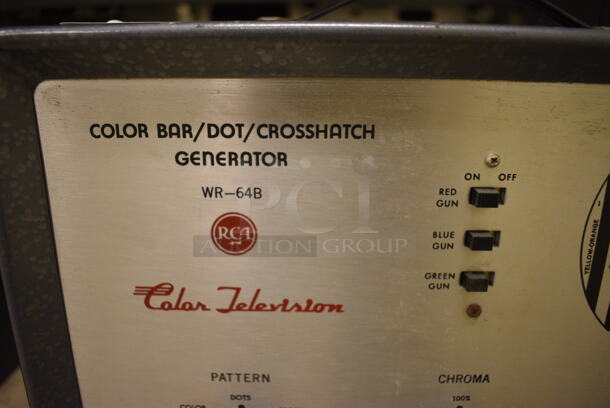 COLOR BAR/DOT/CROSSHATCH
GENERATOR
WR-64B
RCA
PCI
AUCTION GROUP
Color Television
ON OFF
RED
GUN
BLUE
GUN
GREEN
GUN
YELLOW-ORANGE
PATTERN
DOTS
COLOR
CHROMA
100%